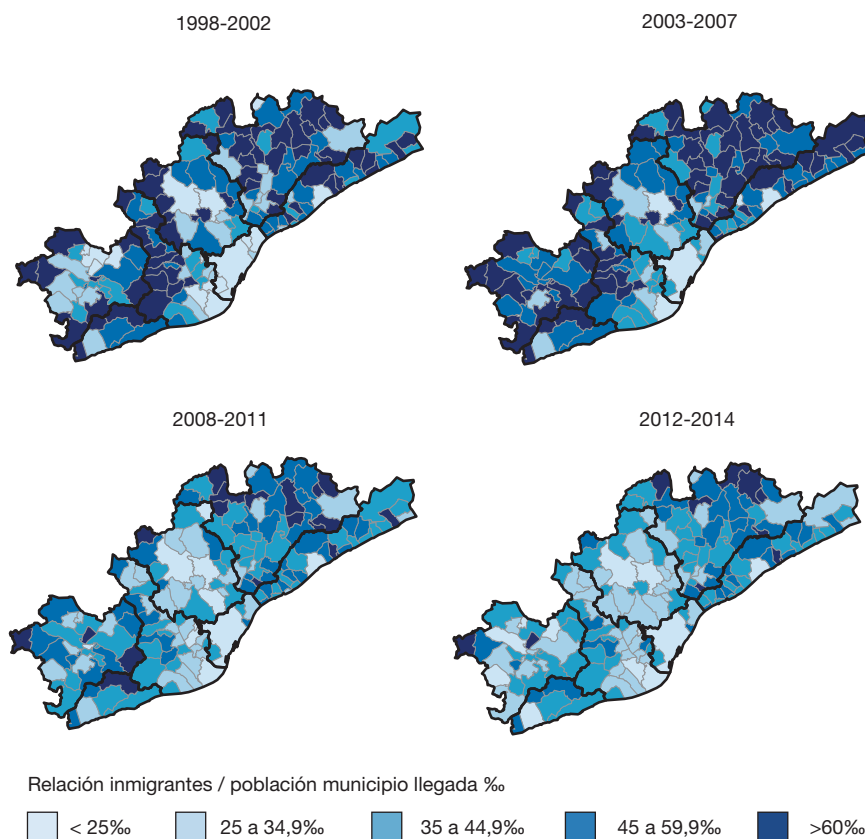 1998-2002
2003-2007
2008-2011
2012-2014
Relación inmigrantes / población municipio llegada ‰
< 25‰
25 a 34,9‰
35 a 44,9‰
45 a 59,9‰
>60‰